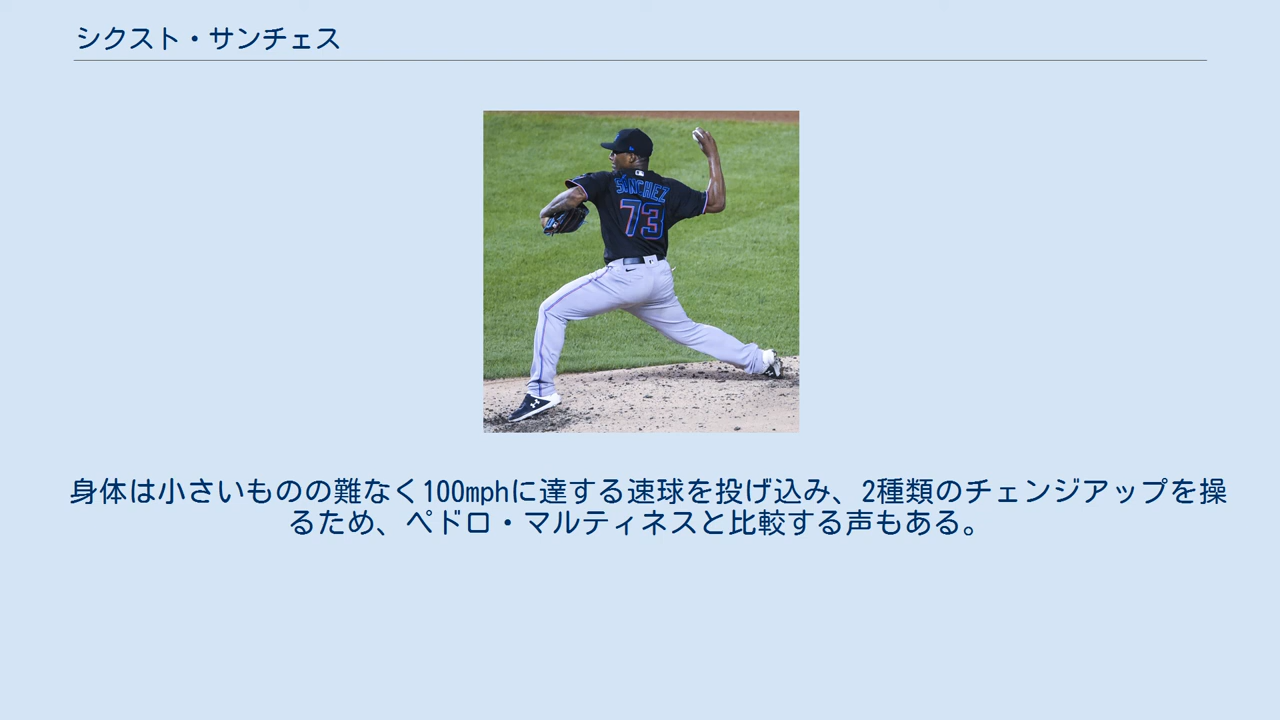 シクスト・サンチェス
SÁNCHEZ
73
身体は小さいものの難なく100mphに達する速球を投げ込み、2種類のチェンジアップを操
るため、ペドロ・マルティネスと比較する声もある。